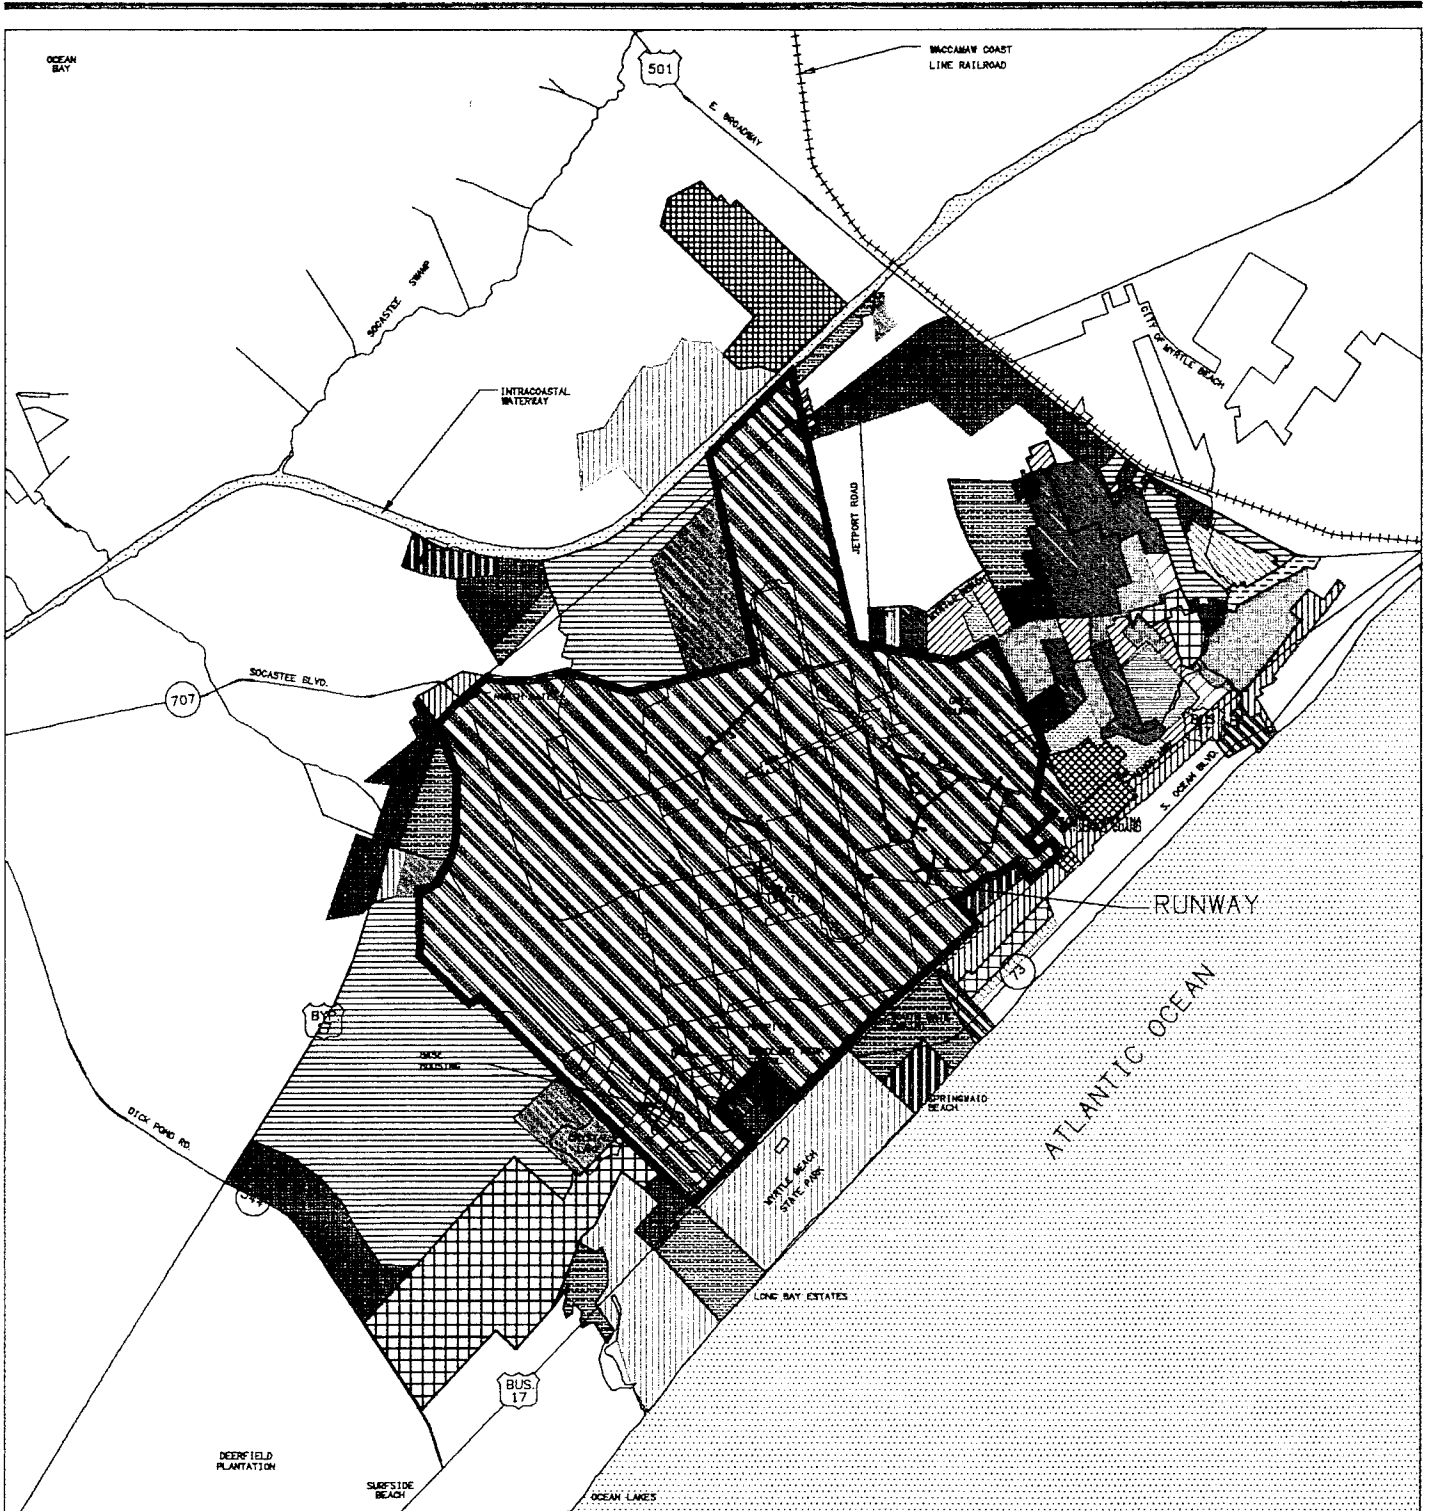 OCEAN
BAY
501
WACCAMAW COAST
LINE RAILROAD
E. BROADWAY
SOCASTEE SWAMP
CITY OF MYRTLE BEACH
INTRACOASTAL
WATERWAY
JETPORT ROAD
SOCASTEE BLVD.
707
S. OCEAN BLVD.
RUNWAY
73
ATLANTIC OCEAN
BYP
BASE
HOUSING
SPRINGMAID
BEACH
DICK POND RD.
544
MYRTLE BEACH
STATE PARK
LONG BAY ESTATES
BUS.
17
DEERFIELD
PLANTATION
SURFSIDE
BEACH
OCEAN LAKES